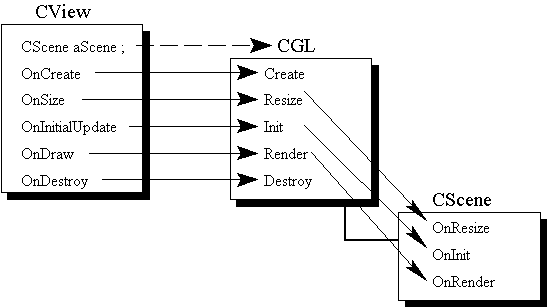 CView
CScene aScene ;
OnCreate
OnSize
OnInitialUpdate
OnDraw
OnDestroy
CGL
Create
Resize
Init
Render
Destroy
CScene
OnResize
OnInit
OnRender